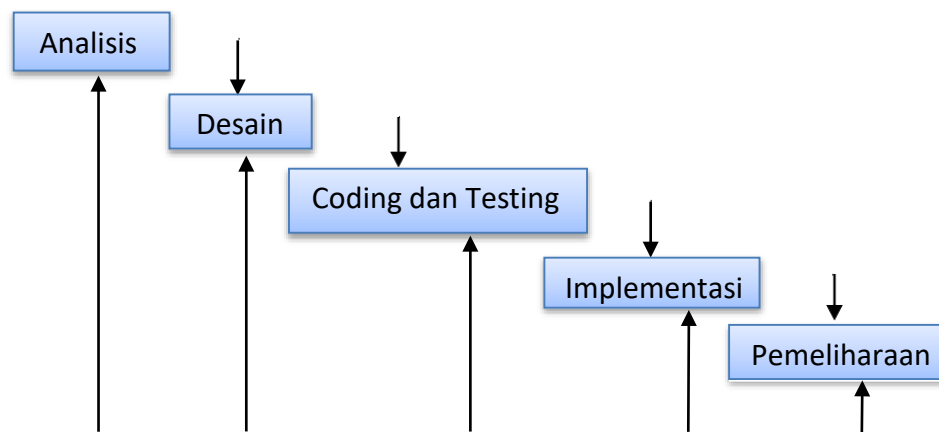 Analisis
Desain
Coding dan Testing
Implementasi
Pemeliharaan